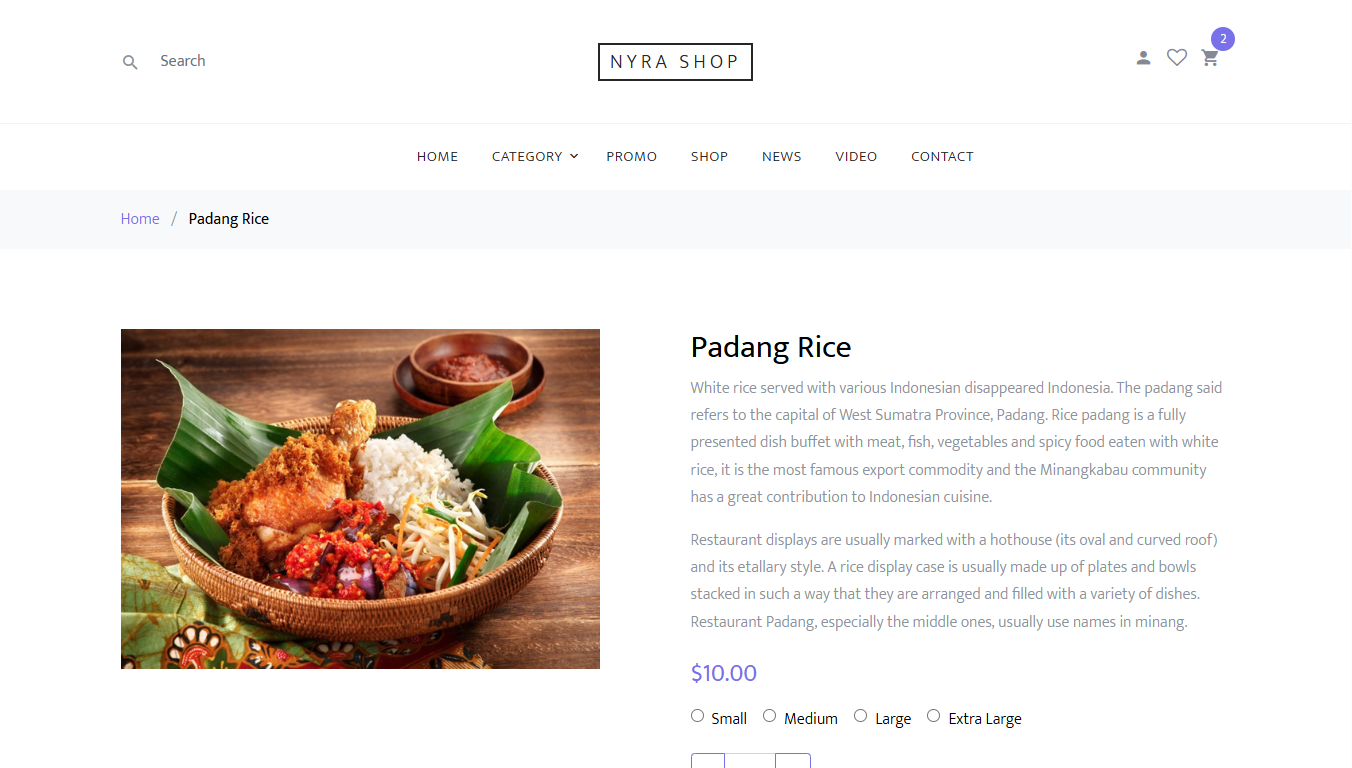 Search
NYRA SHOP
2
HOME
CATEGORY
PROMO
SHOP
NEWS
VIDEO
CONTACT
Home / Padang Rice
Padang Rice
White rice served with various Indonesian disappeared Indonesia. The padang said
refers to the capital of West Sumatra Province, Padang. Rice padang is a fully
presented dish buffet with meat, fish, vegetables and spicy food eaten with white
rice, it is the most famous export commodity and the Minangkabau community
has a great contribution to Indonesian cuisine.
Restaurant displays are usually marked with a hothouse (its oval and curved roof)
and its etallary style. A rice display case is usually made up of plates and bowls
stacked in such a way that they are arranged and filled with a variety of dishes.
Restaurant Padang, especially the middle ones, usually use names in minang.
$10.00
Small Medium Large Extra Large